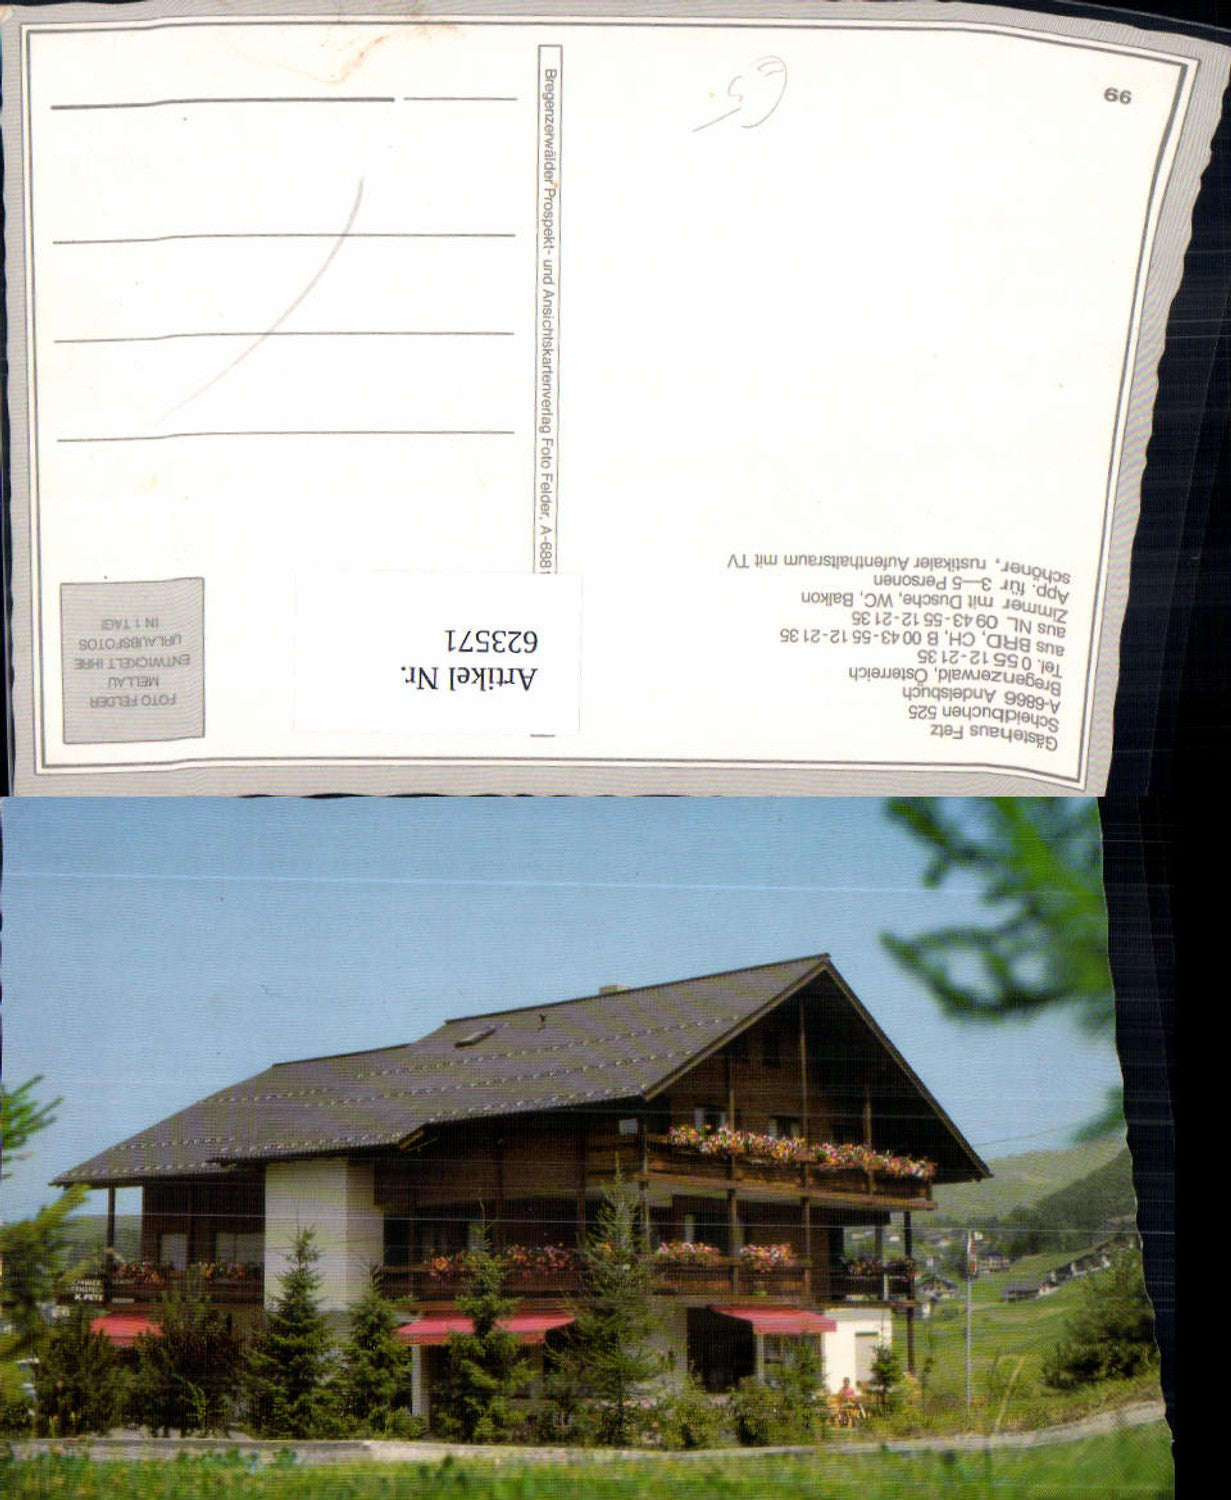 Gästehaus Fetz
Scheidbuchen 525
A-6866 Andelsbuch
Bregenzerwald, Österreich
Tel. 0 55 12-21 35
aus BRD, CH, B 00 43-55 12-21 35
aus NL 09 43-55 12-21 35
Zimmer mit Dusche, WC, Balkon
App. für 3—5 Personen
schöner, rustikaler Aufenthaltsraum mit TV
66
Bregenzerwälder Prospekt- und Ansichtskartenverlag Foto Felder, A-6881
Artikel Nr.
623571
FOTO FELDER
MELLAU
ENTWICKELT IHRE
URLAUBSFOTOS
IN 1 TAG!